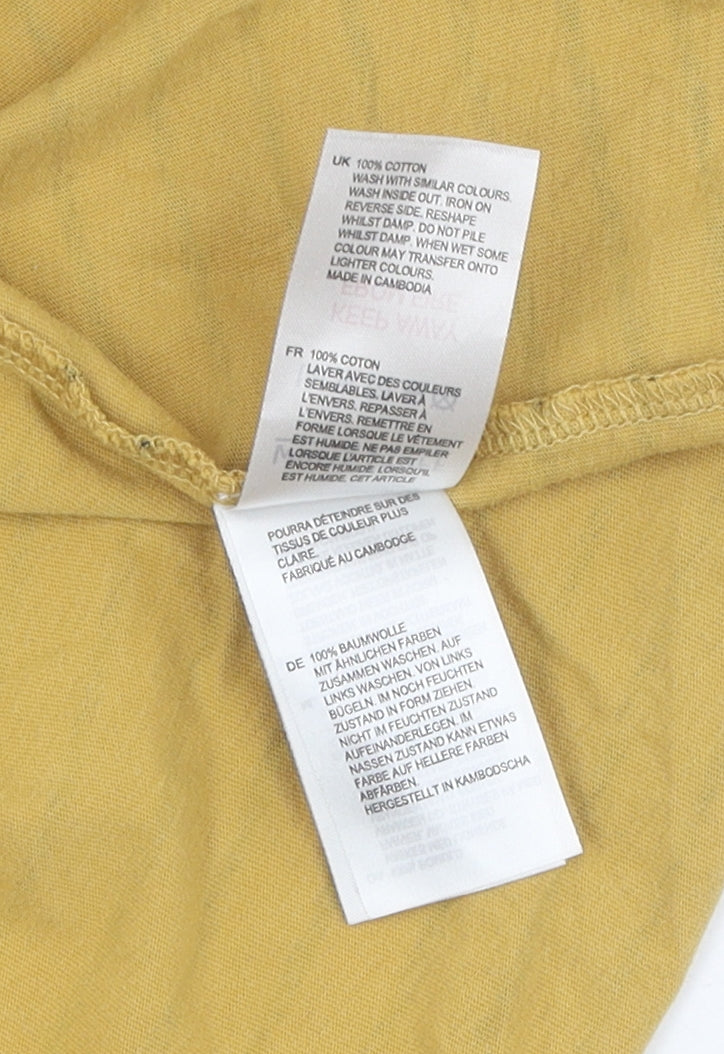 UK 100% COTTON
WASH WITH SIMILAR COLOURS.
WASH INSIDE OUT. IRON ON
REVERSE SIDE. RESHAPE
WHILST DAMP. DO NOT PILE
WHILST DAMP. WHEN WET SOME
COLOUR MAY TRANSFER ONTO
LIGHTER COLOURS.
MADE IN CAMBODIA
KEEP AWAY
FROM FIRE
FR 100% COTON
LAVER AVEC DES COULEURS
SEMBLABLES. LAVER À
L'ENVERS. REPASSER À
L'ENVERS. REMETTRE EN
FORME LORSQUE LE VÊTEMENT
EST HUMIDE. NE PAS EMPILER
LORSQUE L'ARTICLE EST
ENCORE HUMIDE. LORSQU'IL
EST HUMIDE, CET ARTICLE
POURRA DÉTEINDRE SUR DES
TISSUS DE COULEUR PLUS
CLAIRE.
FABRIQUÉ AU CAMBODGE
DE 100% BAUMWOLLE
MIT ÄHNLICHEN FARBEN
ZUSAMMEN WASCHEN. AUF
LINKS WASCHEN. VON LINKS
BÜGELN. IM NOCH FEUCHTEN
ZUSTAND IN FORM ZIEHEN
NICHT IM FEUCHTEN ZUSTAND
AUFEINANDERLEGEN. IM
NASSEN ZUSTAND KANN ETWAS
FARBE AUF HELLERE FARBEN
ABFÄRBEN.
HERGESTELLT IN KAMBODSCHA